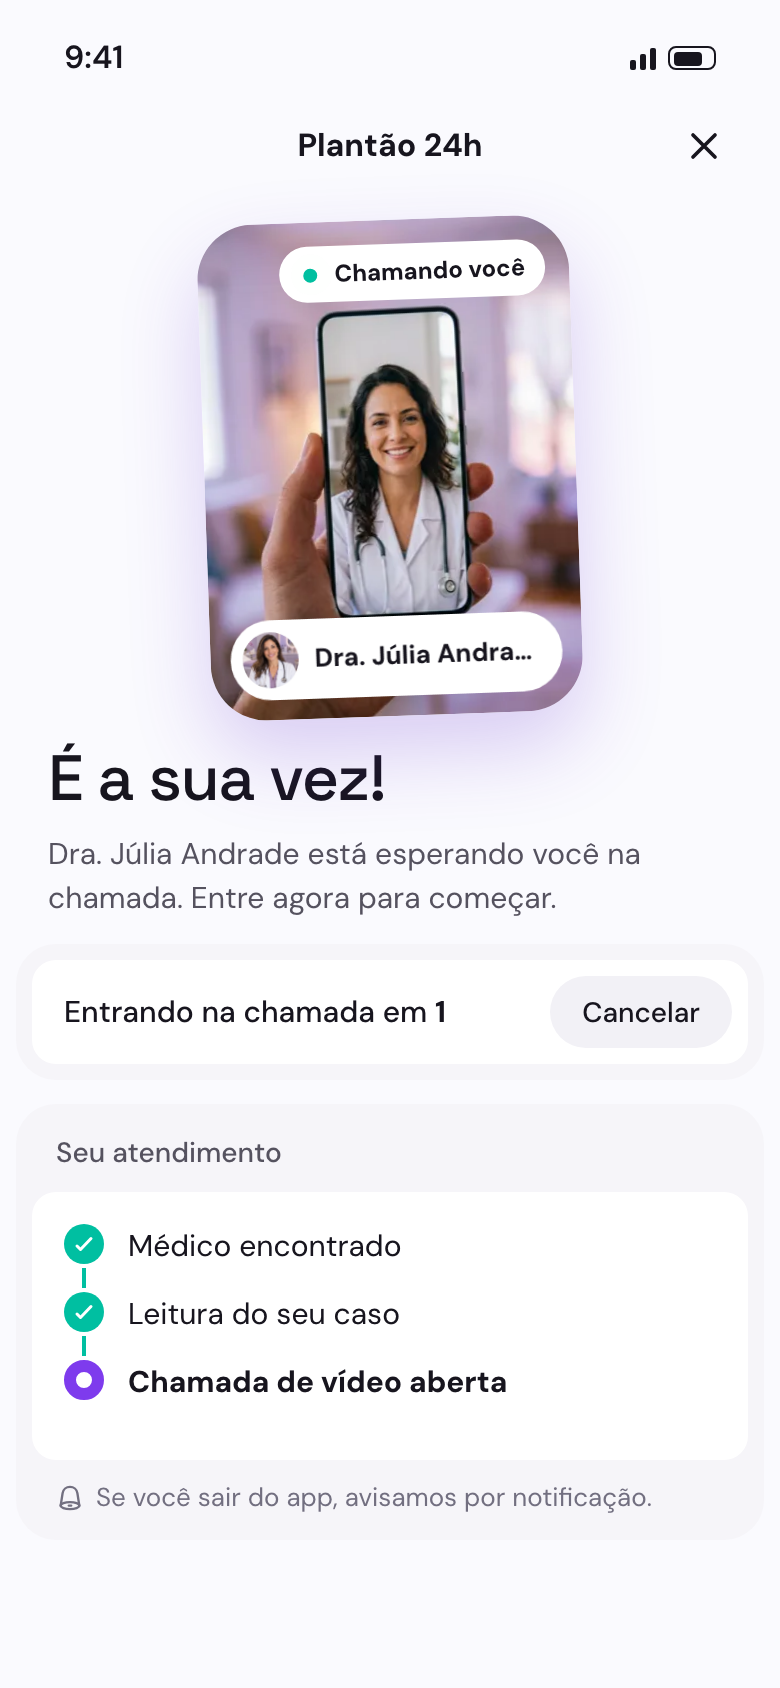 9:41
Plantão 24h
Chamando você
Dra. Júlia Andra...
É a sua vez!
Dra. Júlia Andrade está esperando você na
chamada. Entre agora para começar.
Entrando na chamada em 1
Cancelar
Seu atendimento
Médico encontrado
Leitura do seu caso
Chamada de vídeo aberta
Se você sair do app, avisamos por notificação.